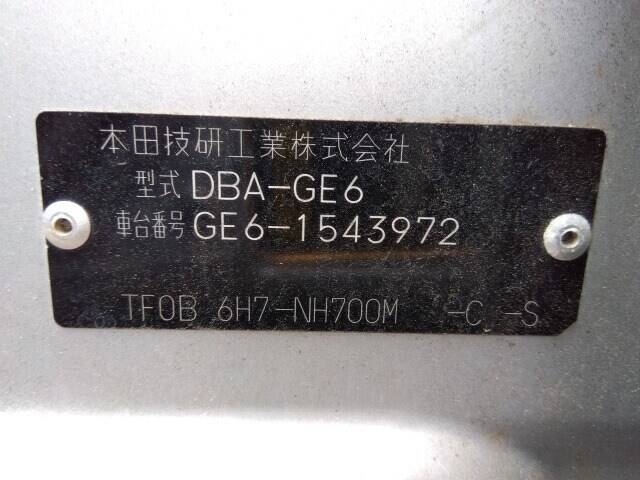 本田技研工業株式会社
型式 DBA-GE6
車台番号 GE6-1543972
TF0B 6H7-NH700M -C -S